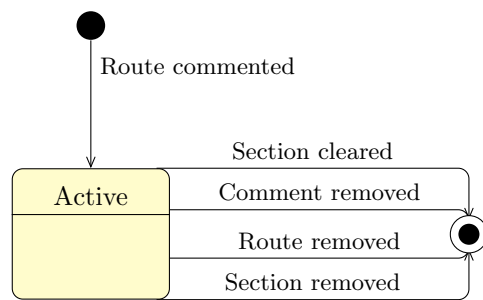 Route commented
Section cleared
Active
Comment removed
Route removed
Section removed